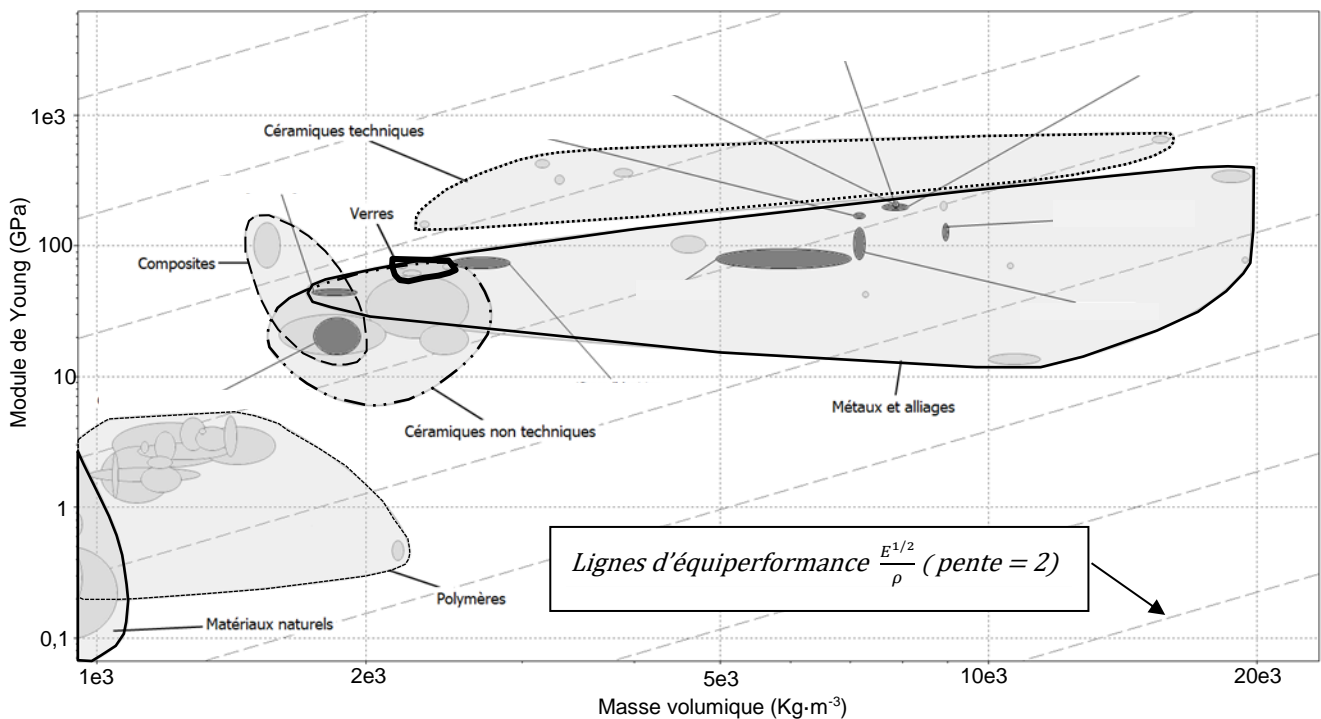 Module de Young (GPa)
1e3
100
10
1
0,1
Céramiques techniques
Verres
Composites
Métaux et alliages
Céramiques non techniques
Lignes d'équiperformance E^{1/2}/ρ ( pente = 2)
Polymères
Matériaux naturels
1e3
2e3
5e3
10e3
20e3
Masse volumique (Kg·m⁻³)